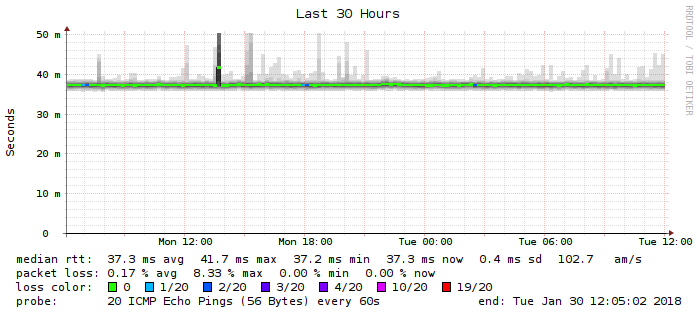 Last 30 Hours
RRDTOOL / TOBI OETIKER
Seconds
50 m
40 m
30 m
20 m
10 m
0
Mon 12:00 Mon 18:00 Tue 00:00 Tue 06:00 Tue 12:00
median rtt: 37.3 ms avg 41.7 ms max 37.2 ms min 37.3 ms now 0.4 ms sd 102.7 am/s
packet loss: 0.17 % avg 8.33 % max 0.00 % min 0.00 % now
loss color: 0 1/20 2/20 3/20 4/20 10/20 19/20
probe: 20 ICMP Echo Pings (56 Bytes) every 60s end: Tue Jan 30 12:05:02 2018